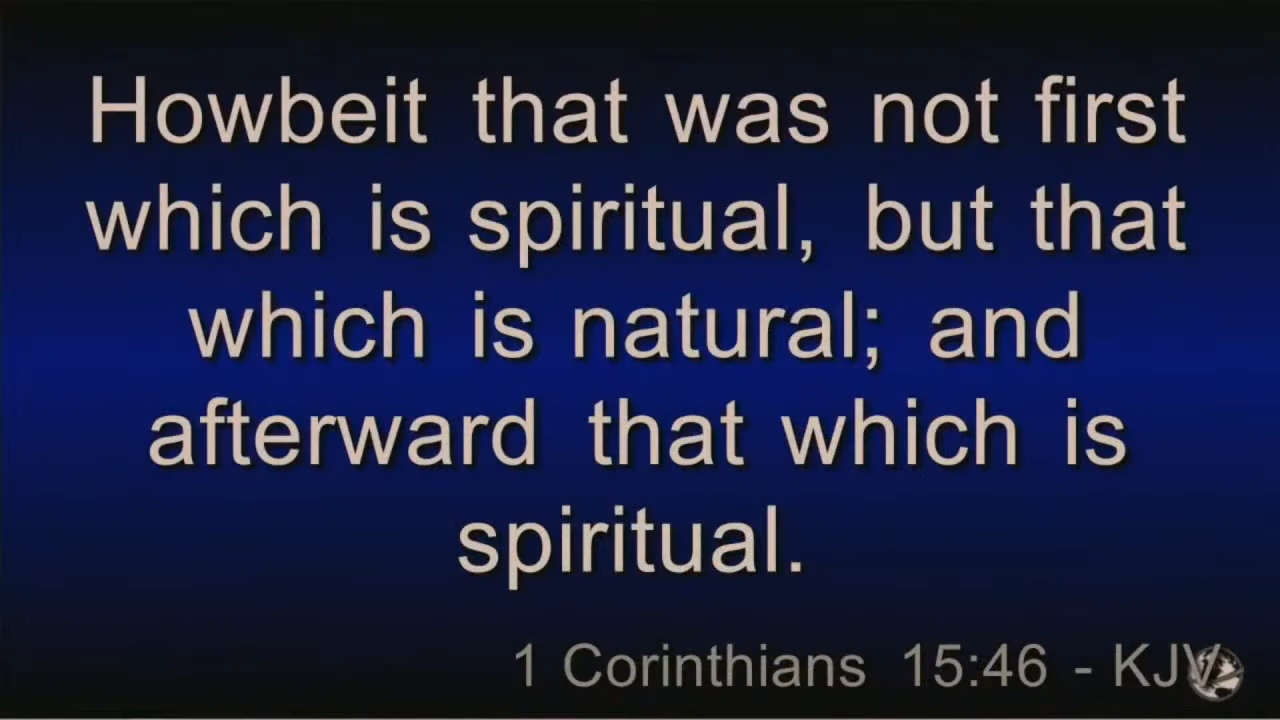 Howbeit that was not first
which is spiritual, but that
which is natural; and
afterward that which is
spiritual.
1 Corinthians 15:46 - KJV